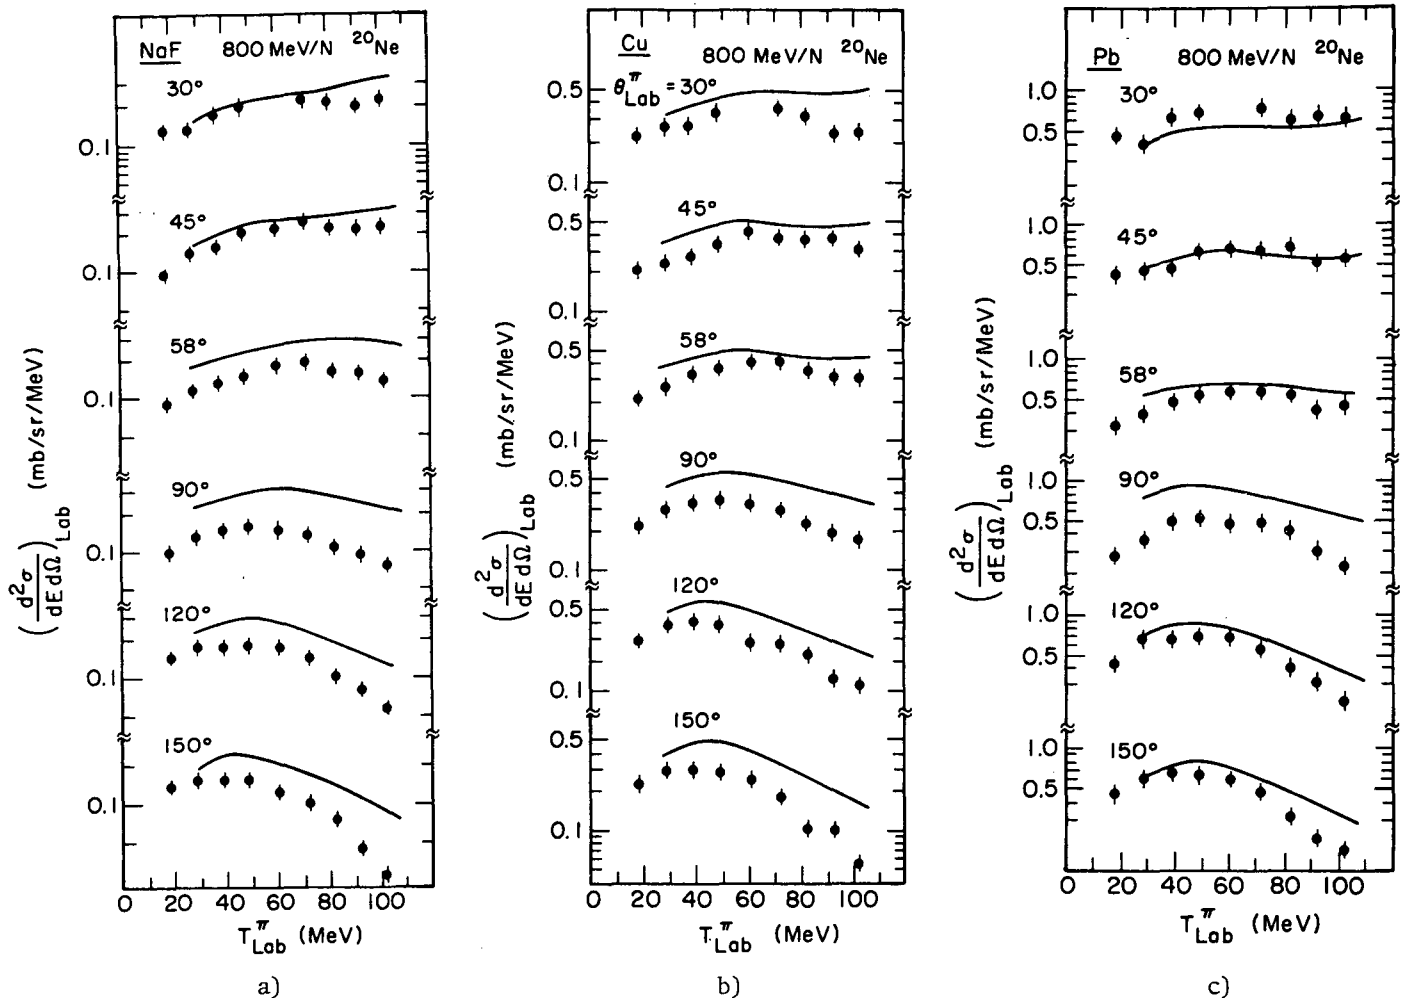 NaF 800 MeV/N ²⁰Ne
30°
0.1
45°
0.1
58°
0.1
90°
0.1
120°
0.1
150°
0.1
(d²σ/dE dΩ)Lab (mb/sr/MeV)
0 20 40 60 80 100
T^π_Lab (MeV)
a)
Cu 800 MeV/N ²⁰Ne
θ^π_Lab = 30°
0.5
0.1
45°
0.5
0.1
58°
0.5
0.1
90°
0.5
0.1
120°
0.5
0.1
150°
0.5
0.1
(d²σ/dE dΩ)Lab (mb/sr/MeV)
0 20 40 60 80 100
T^π_Lab (MeV)
b)
Pb 800 MeV/N ²⁰Ne
30°
1.0
0.5
45°
1.0
0.5
58°
1.0
0.5
90°
1.0
0.5
120°
1.0
0.5
150°
1.0
0.5
(d²σ/dE dΩ)Lab (mb/sr/MeV)
0 20 40 60 80 100
T^π_Lab (MeV)
c)